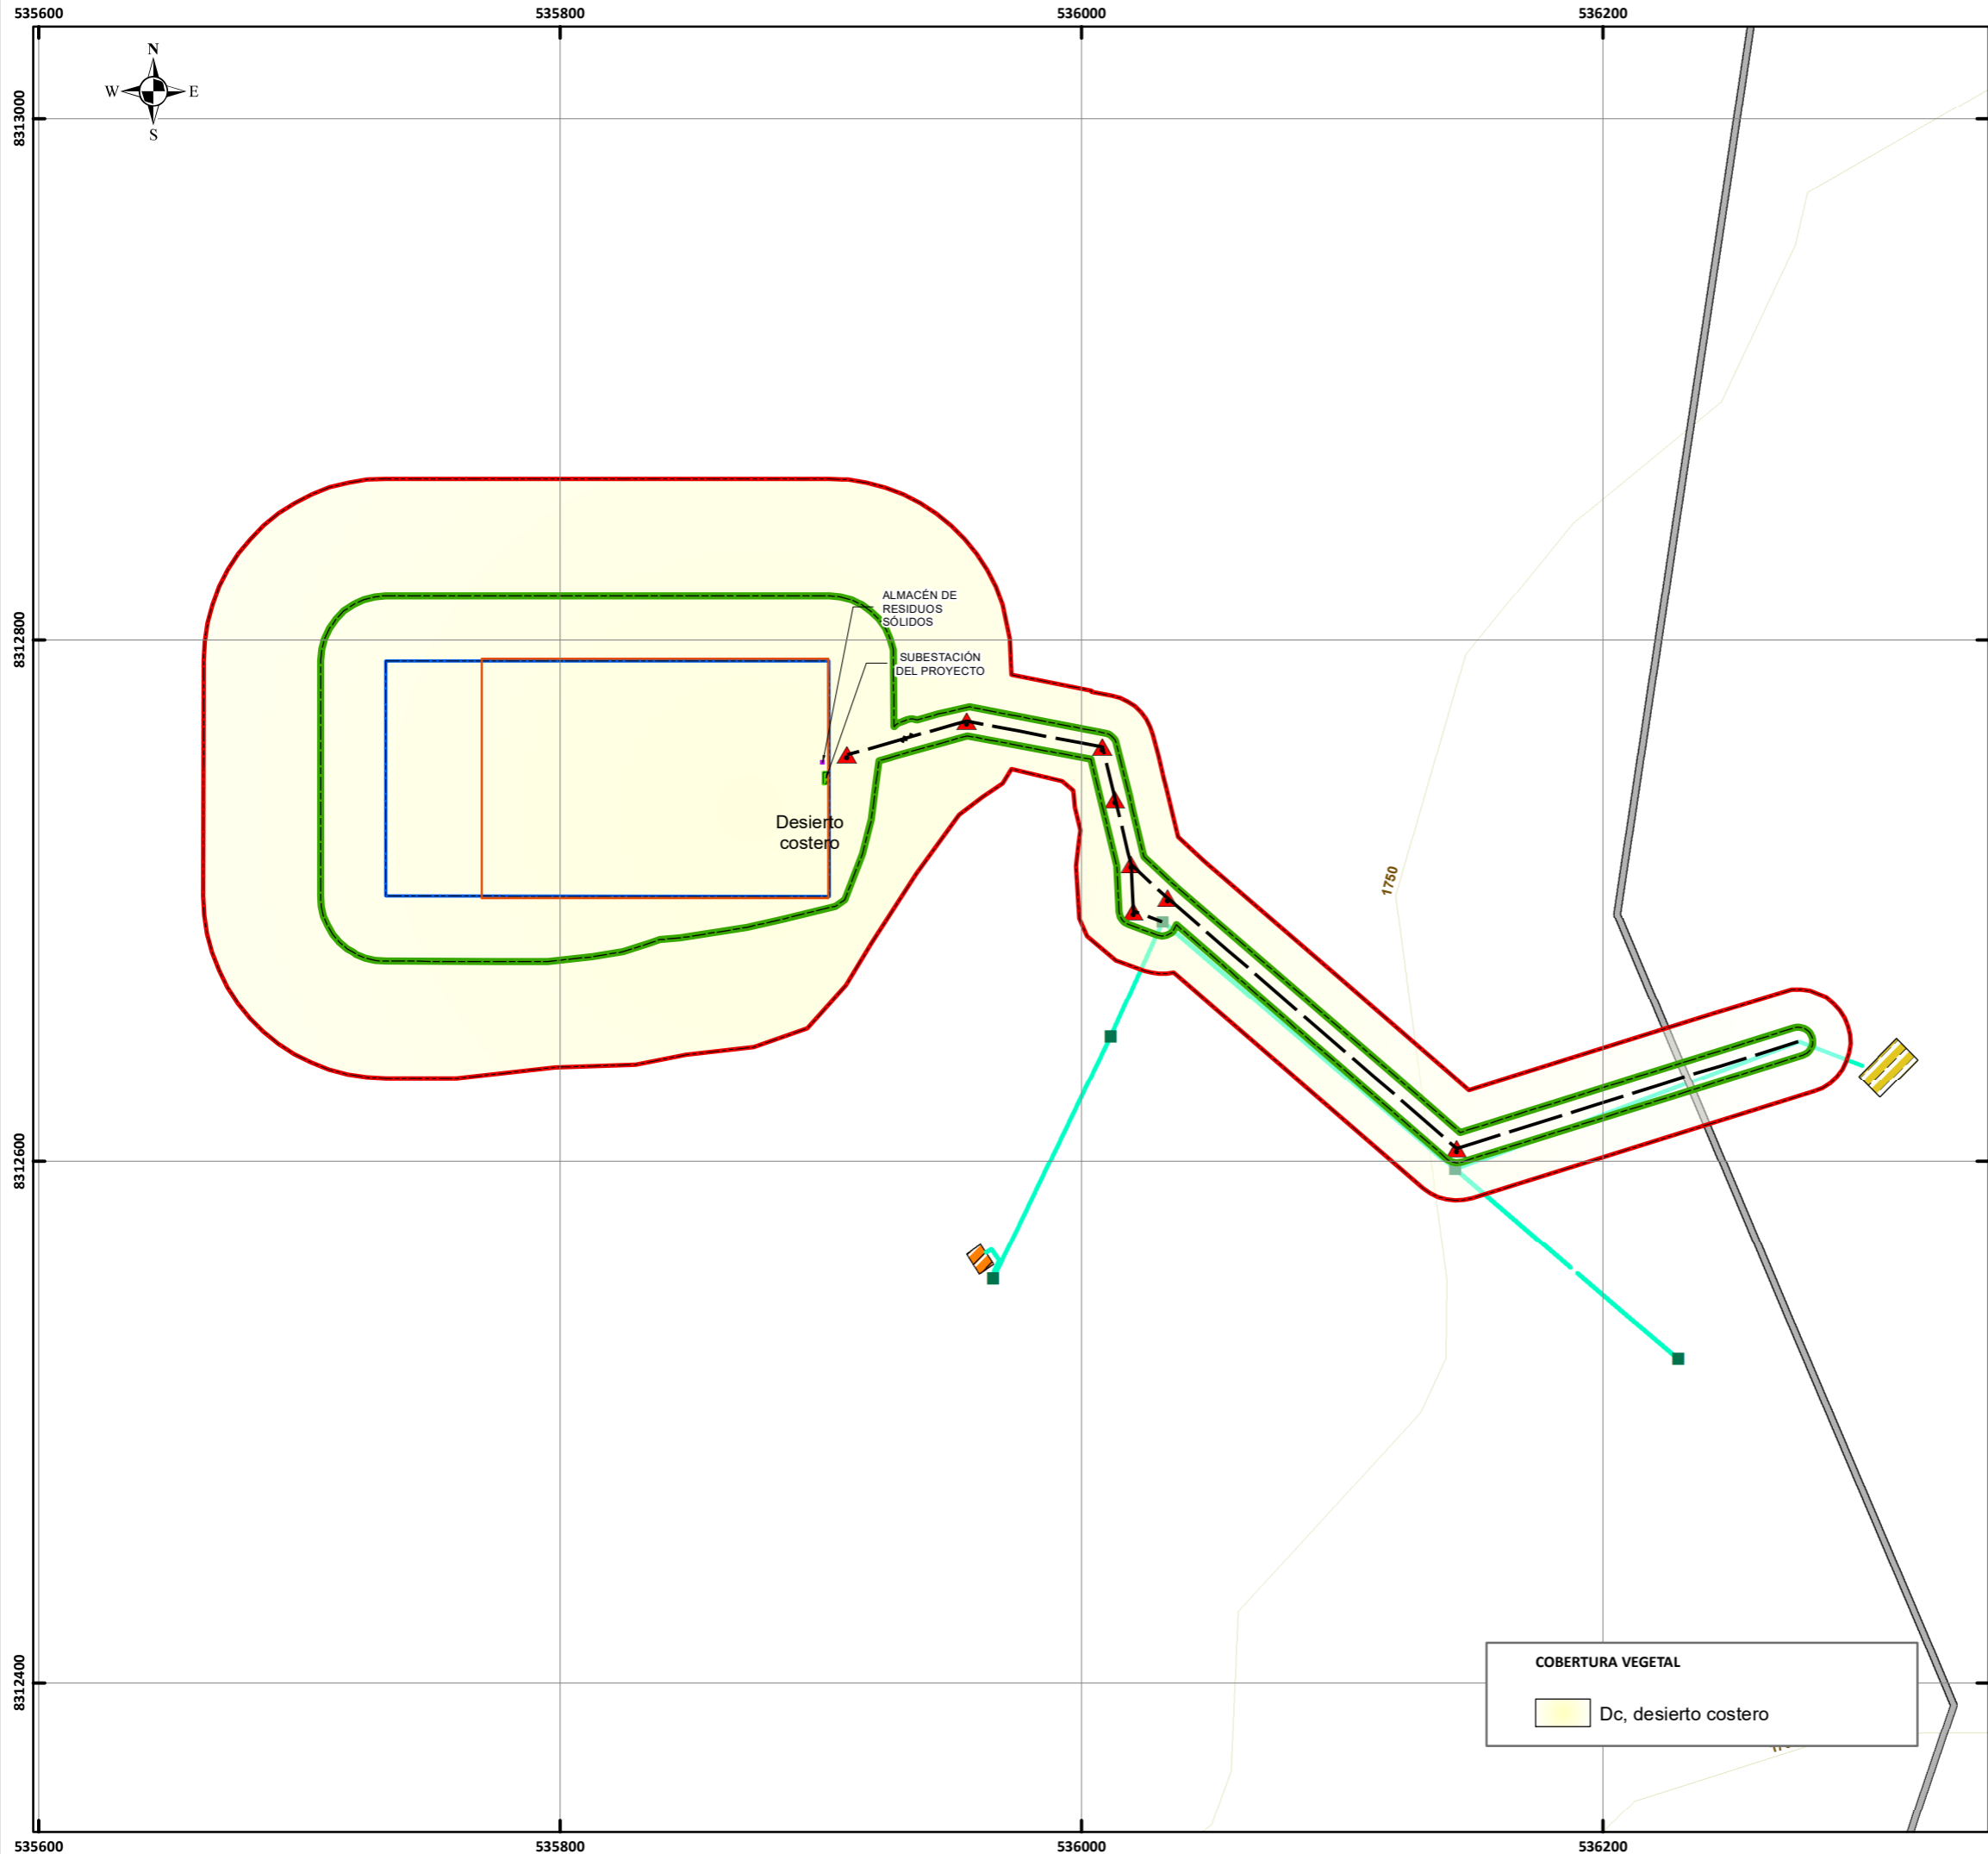 535600
535800
536000
536200
N
W
E
S
8313000
8312800
8312600
8312400
ALMACÉN DE
RESIDUOS
SÓLIDOS
SUBESTACIÓN
DEL PROYECTO
Desierto
costero
1750
COBERTURA VEGETAL
Dc, desierto costero
535600
535800
536000
536200